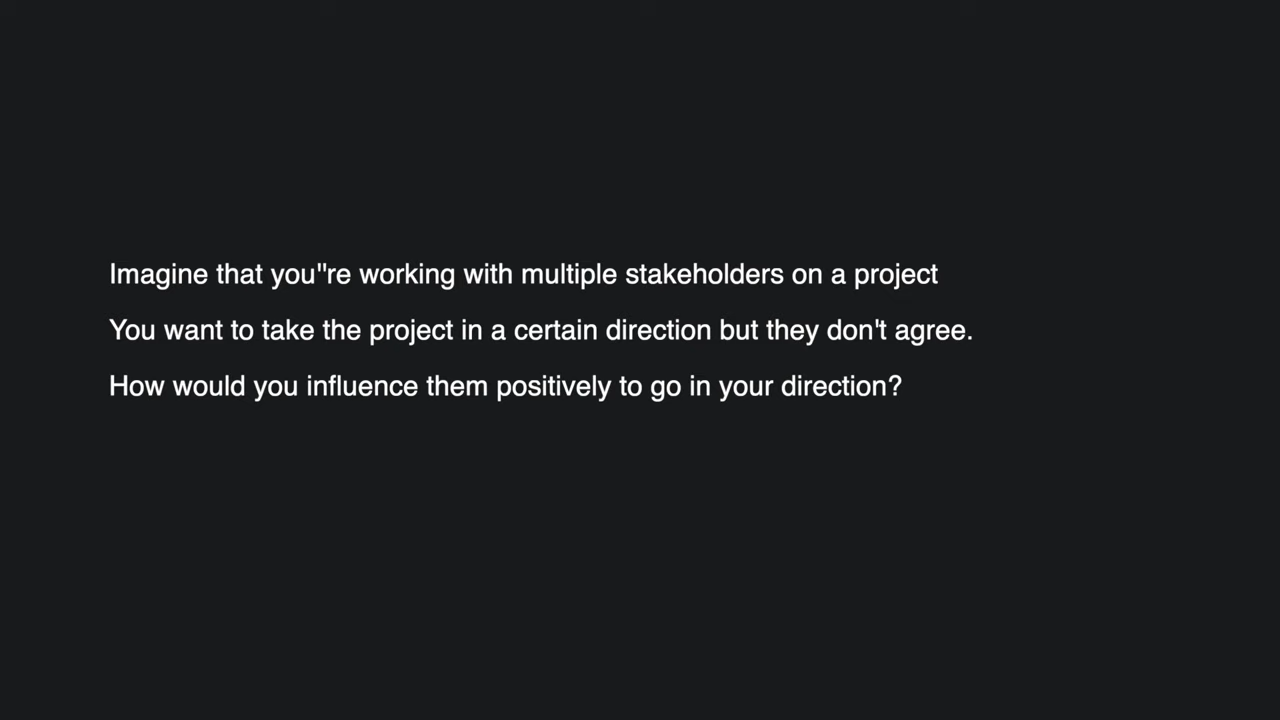 Imagine that you"re working with multiple stakeholders on a project
You want to take the project in a certain direction but they don't agree.
How would you influence them positively to go in your direction?